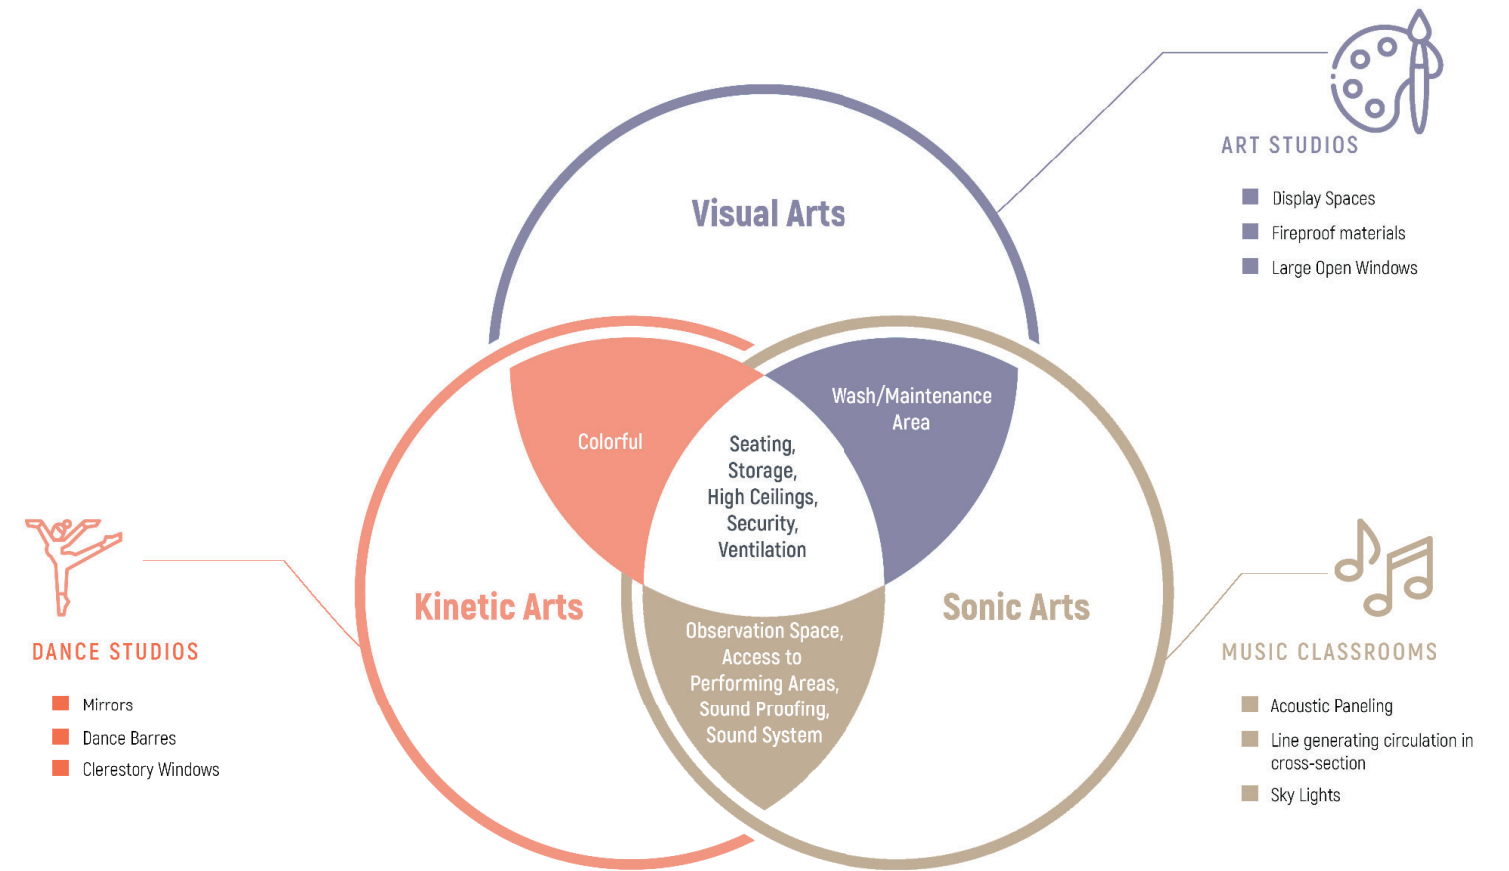 ART STUDIOS
Display Spaces
Fireproof materials
Large Open Windows
Visual Arts
Wash/Maintenance
Area
Colorful
Seating,
Storage,
High Ceilings,
Security,
Ventilation
Kinetic Arts
Sonic Arts
Observation Space,
Access to
Performing Areas,
Sound Proofing,
Sound System
DANCE STUDIOS
Mirrors
Dance Barres
Clerestory Windows
MUSIC CLASSROOMS
Acoustic Paneling
Line generating circulation in
cross-section
Sky Lights